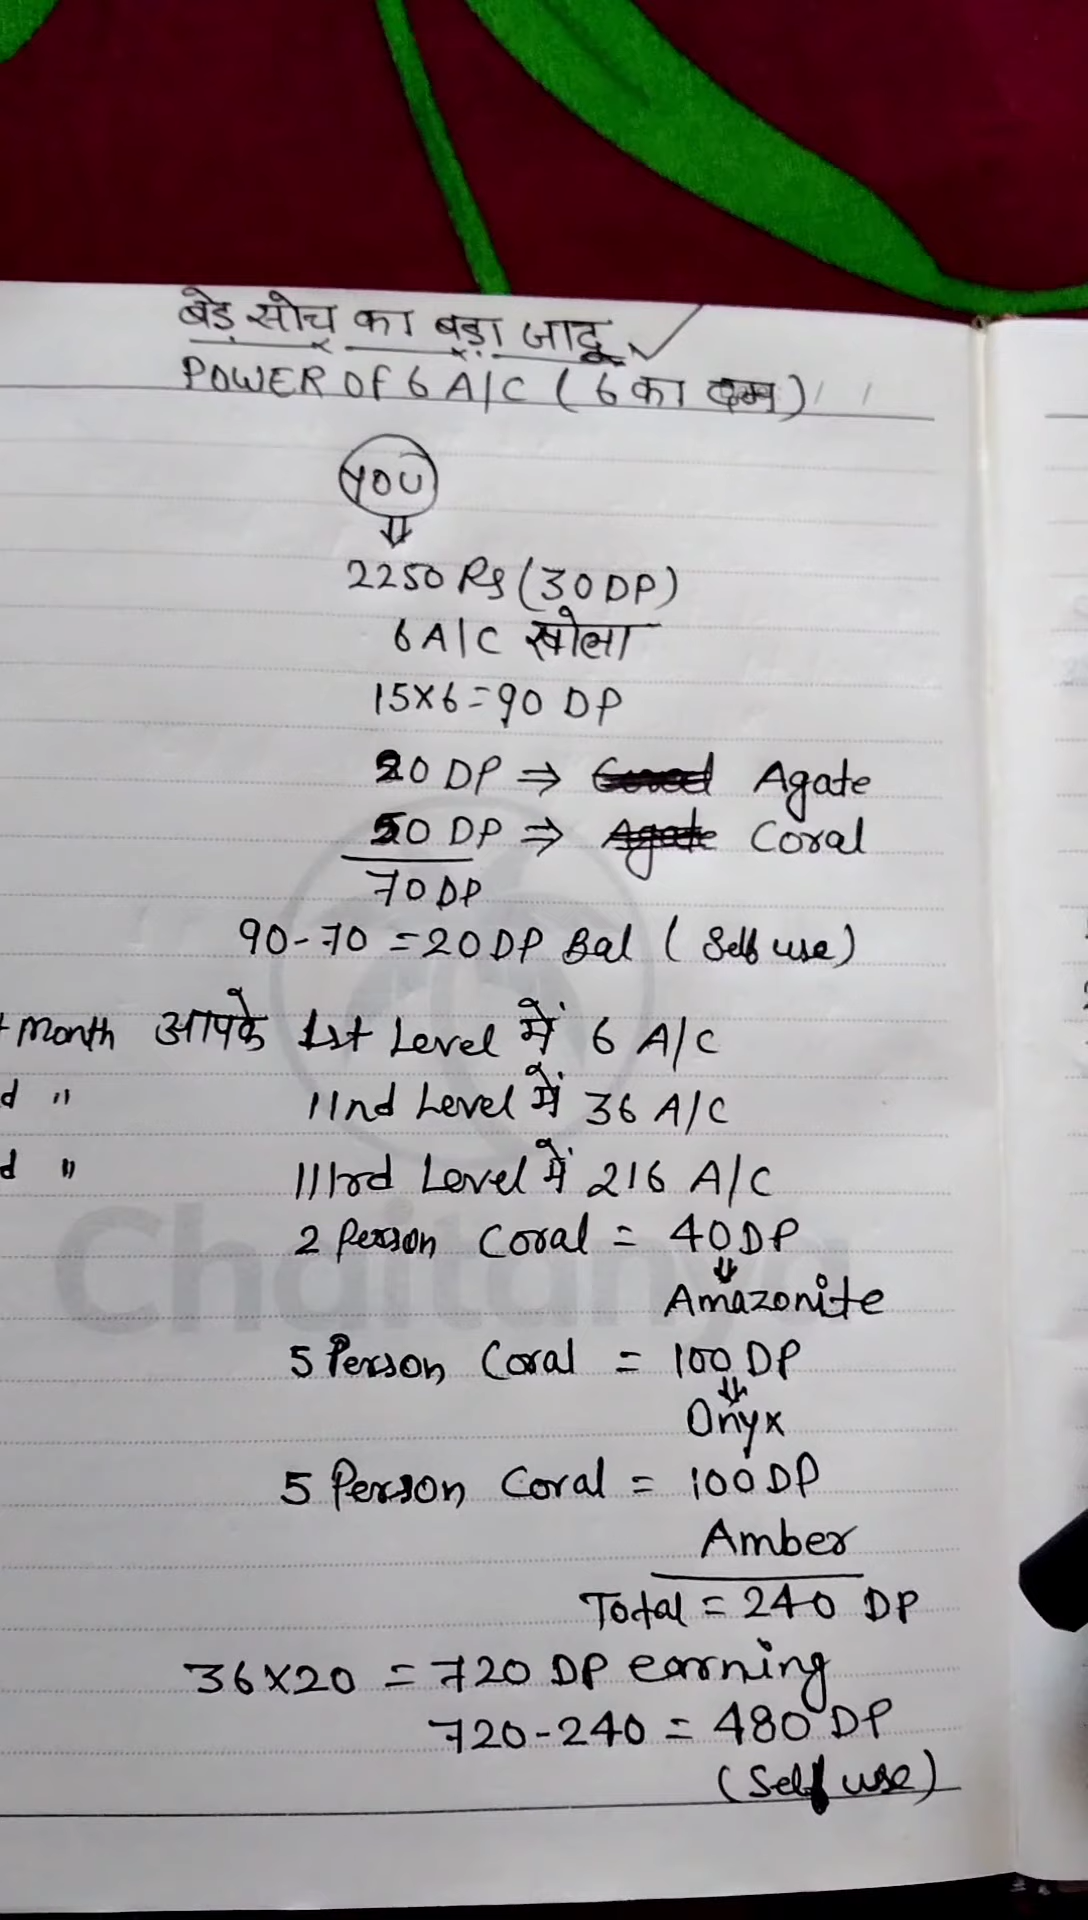 बड़े सोच का बड़ा जादू
POWER OF 6 A/C (6 का दम)
YOU
2250 Rs (30 DP)
6 A/C खोला
15×6=90 DP
20 DP ⇒ Agate
50 DP ⇒ Coral
70 DP
90-70 = 20 DP Bal (Self use)
Month आपके 1st Level में 6 A/C
d " IInd Level में 36 A/C
d " IIIrd Level में 216 A/C
2 Person Coral = 40 DP
⇓
Amazonite
5 Person Coral = 100 DP
⇓
Onyx
5 Person Coral = 100 DP
Amber
Total = 240 DP
36×20 = 720 DP earning
720-240 = 480 DP
(Self use)
Chaitanya